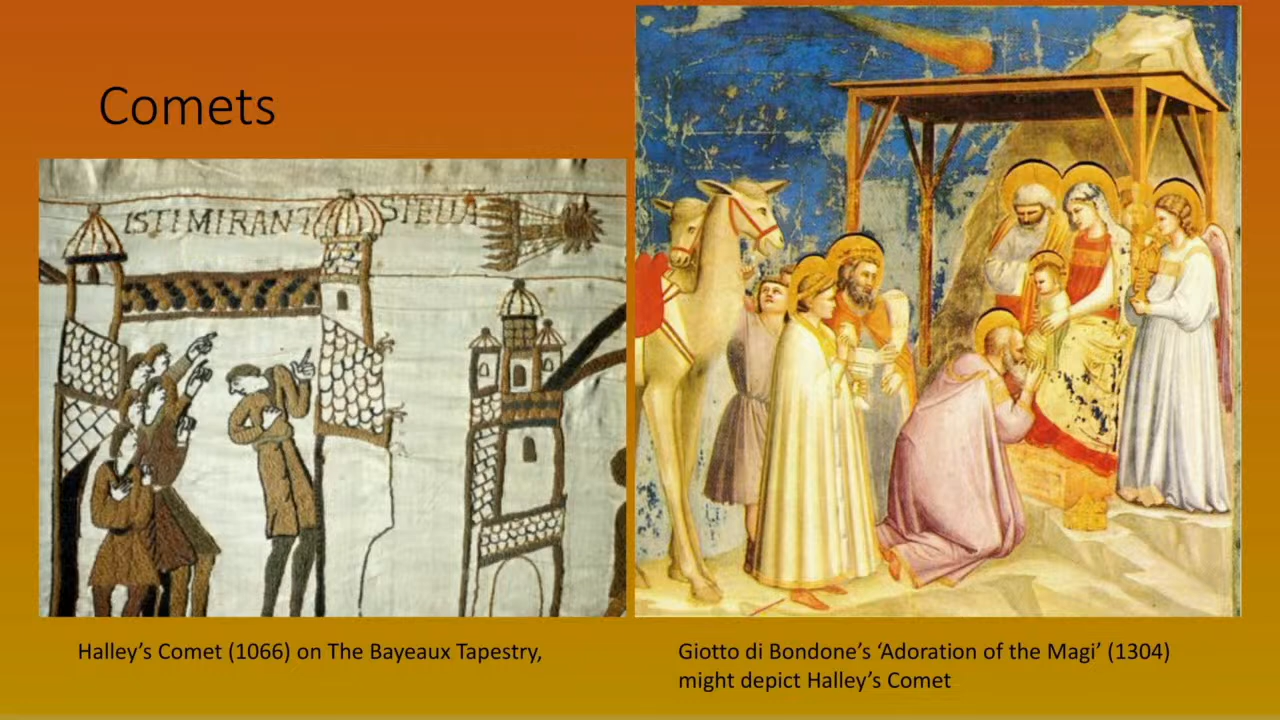 Comets
ISTI MIRANT STELLA
Halley’s Comet (1066) on The Bayeaux Tapestry,
Giotto di Bondone’s ‘Adoration of the Magi’ (1304)
might depict Halley’s Comet